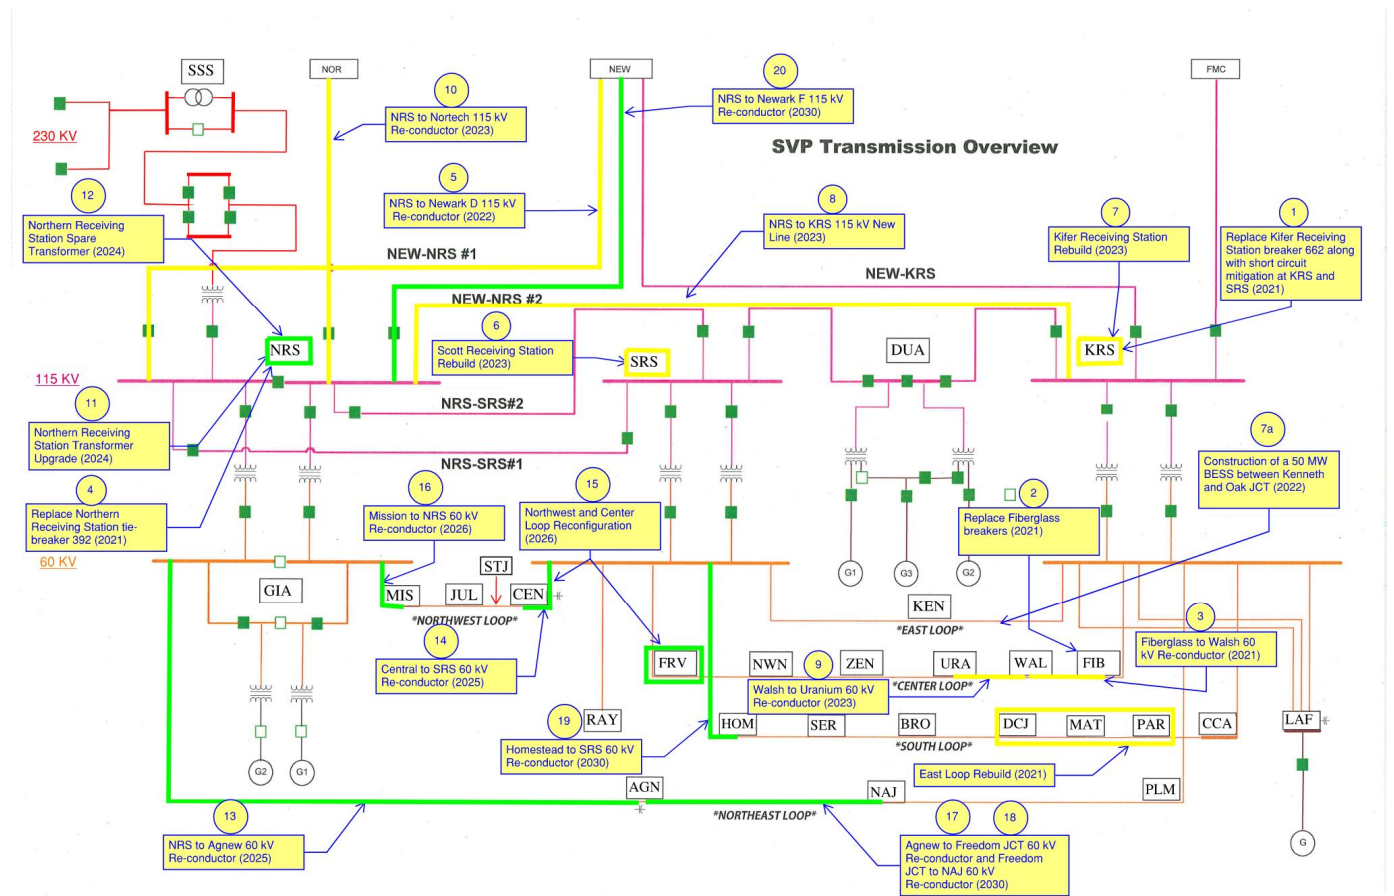 SSS
NOR
NEW
FMC
20
NRS to Newark F 115 kV
Re-conductor (2030)
10
NRS to Nortech 115 kV
Re-conductor (2023)
230 KV
SVP Transmission Overview
12
Northern Receiving
Station Spare
Transformer (2024)
5
NRS to Newark D 115 kV
Re-conductor (2022)
8
NRS to KRS 115 kV New
Line (2023)
7
Kifer Receiving Station
Rebuild (2023)
1
Replace Kifer Receiving
Station breaker 662 along
with short circuit
mitigation at KRS and
SRS (2021)
NEW-NRS #1
NEW-KRS
NEW-NRS #2
6
Scott Receiving Station
Rebuild (2023)
NRS
SRS
DUA
KRS
115 KV
NRS-SRS#2
11
Northern Receiving
Station Transformer
Upgrade (2024)
NRS-SRS#1
7a
Construction of a 50 MW
BESS between Kenneth
and Oak JCT (2022)
4
Replace Northern
Receiving Station tie-
breaker 392 (2021)
16
Mission to NRS 60 kV
Re-conductor (2026)
15
Northwest and Center
Loop Reconfiguration
(2026)
2
Replace Fiberglass
breakers (2021)
60 KV
G1
G3
G2
GIA
MIS
JUL
STJ
CEN
*NORTHWEST LOOP*
KEN
*EAST LOOP*
14
Central to SRS 60 kV
Re-conductor (2025)
3
Fiberglass to Walsh 60
kV Re-conductor (2021)
FRV
NWN
ZEN
URA
WAL
FIB
*CENTER LOOP*
9
Walsh to Uranium 60 kV
Re-conductor (2023)
RAY
HOM
SER
BRO
DCJ
MAT
PAR
CCA
LAF
*SOUTH LOOP*
19
Homestead to SRS 60 kV
Re-conductor (2030)
East Loop Rebuild (2021)
G2
G1
AGN
NAJ
PLM
*NORTHEAST LOOP*
13
NRS to Agnew 60 kV
Re-conductor (2025)
17
18
Agnew to Freedom JCT 60 kV
Re-conductor and Freedom
JCT to NAJ 60 kV
Re-conductor (2030)
G